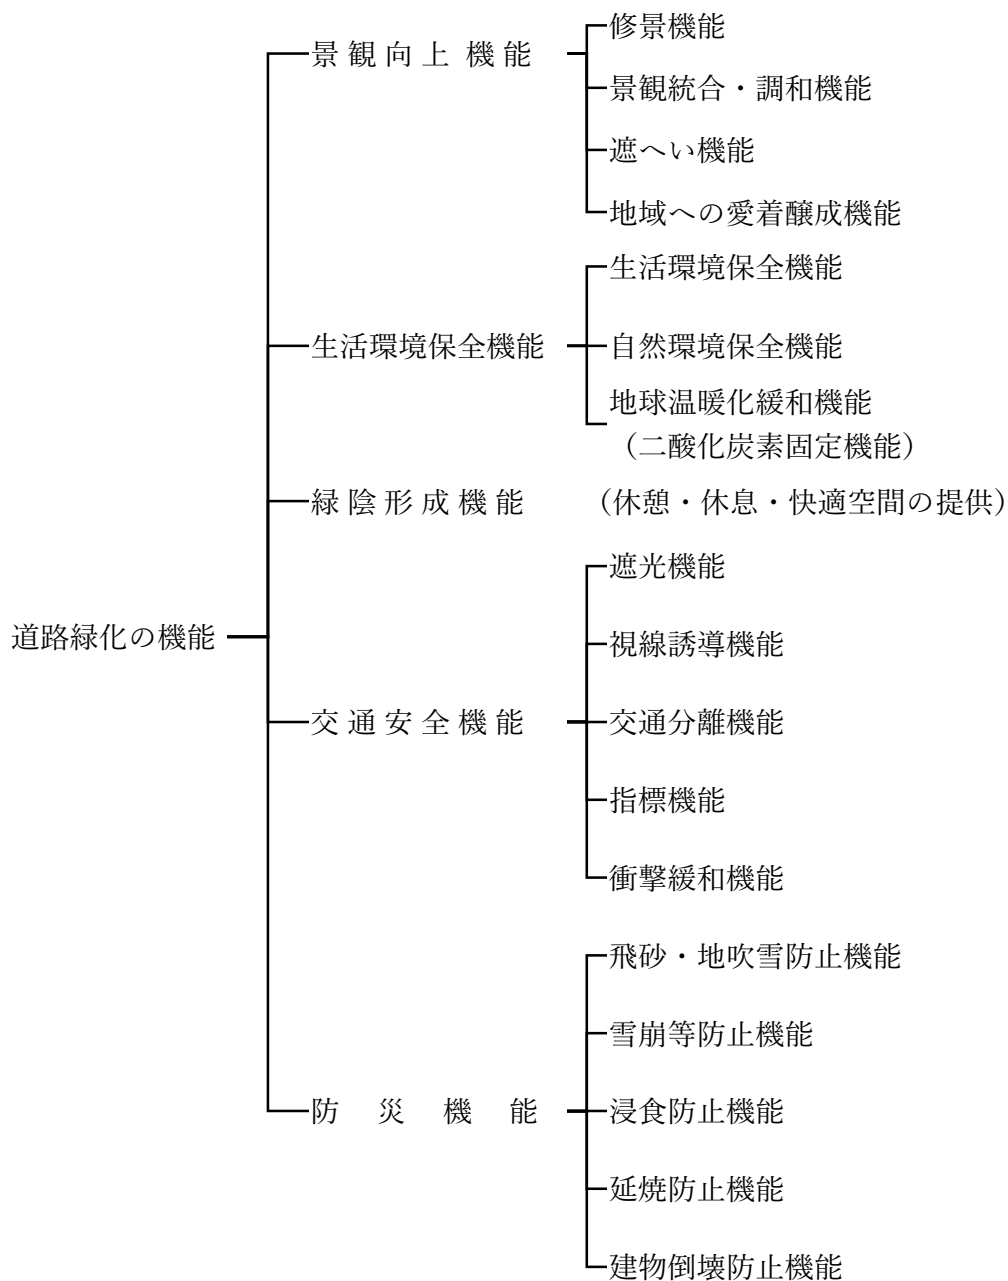 道路緑化の機能
景観向上機能
修景機能
景観統合・調和機能
遮へい機能
地域への愛着醸成機能
生活環境保全機能
生活環境保全機能
自然環境保全機能
地球温暖化緩和機能
（二酸化炭素固定機能）
緑陰形成機能
（休憩・休息・快適空間の提供）
交通安全機能
遮光機能
視線誘導機能
交通分離機能
指標機能
衝撃緩和機能
防災機能
飛砂・地吹雪防止機能
雪崩等防止機能
浸食防止機能
延焼防止機能
建物倒壊防止機能